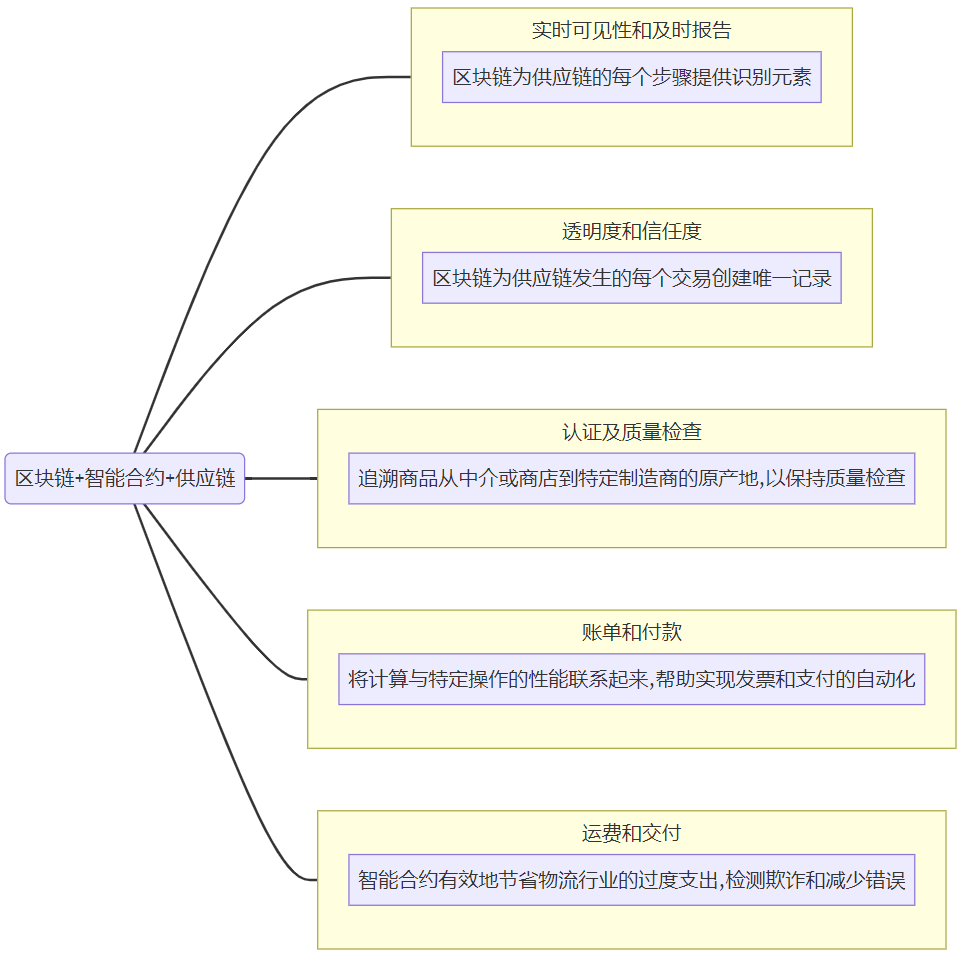 实时可见性和及时报告
区块链为供应链的每个步骤提供识别元素
透明度和信任度
区块链为供应链发生的每个交易创建唯一记录
认证及质量检查
区块链+智能合约+供应链
追溯商品从中介或商店到特定制造商的原产地,以保持质量检查
账单和付款
将计算与特定操作的性能联系起来,帮助实现发票和支付的自动化
运费和交付
智能合约有效地节省物流行业的过度支出,检测欺诈和减少错误